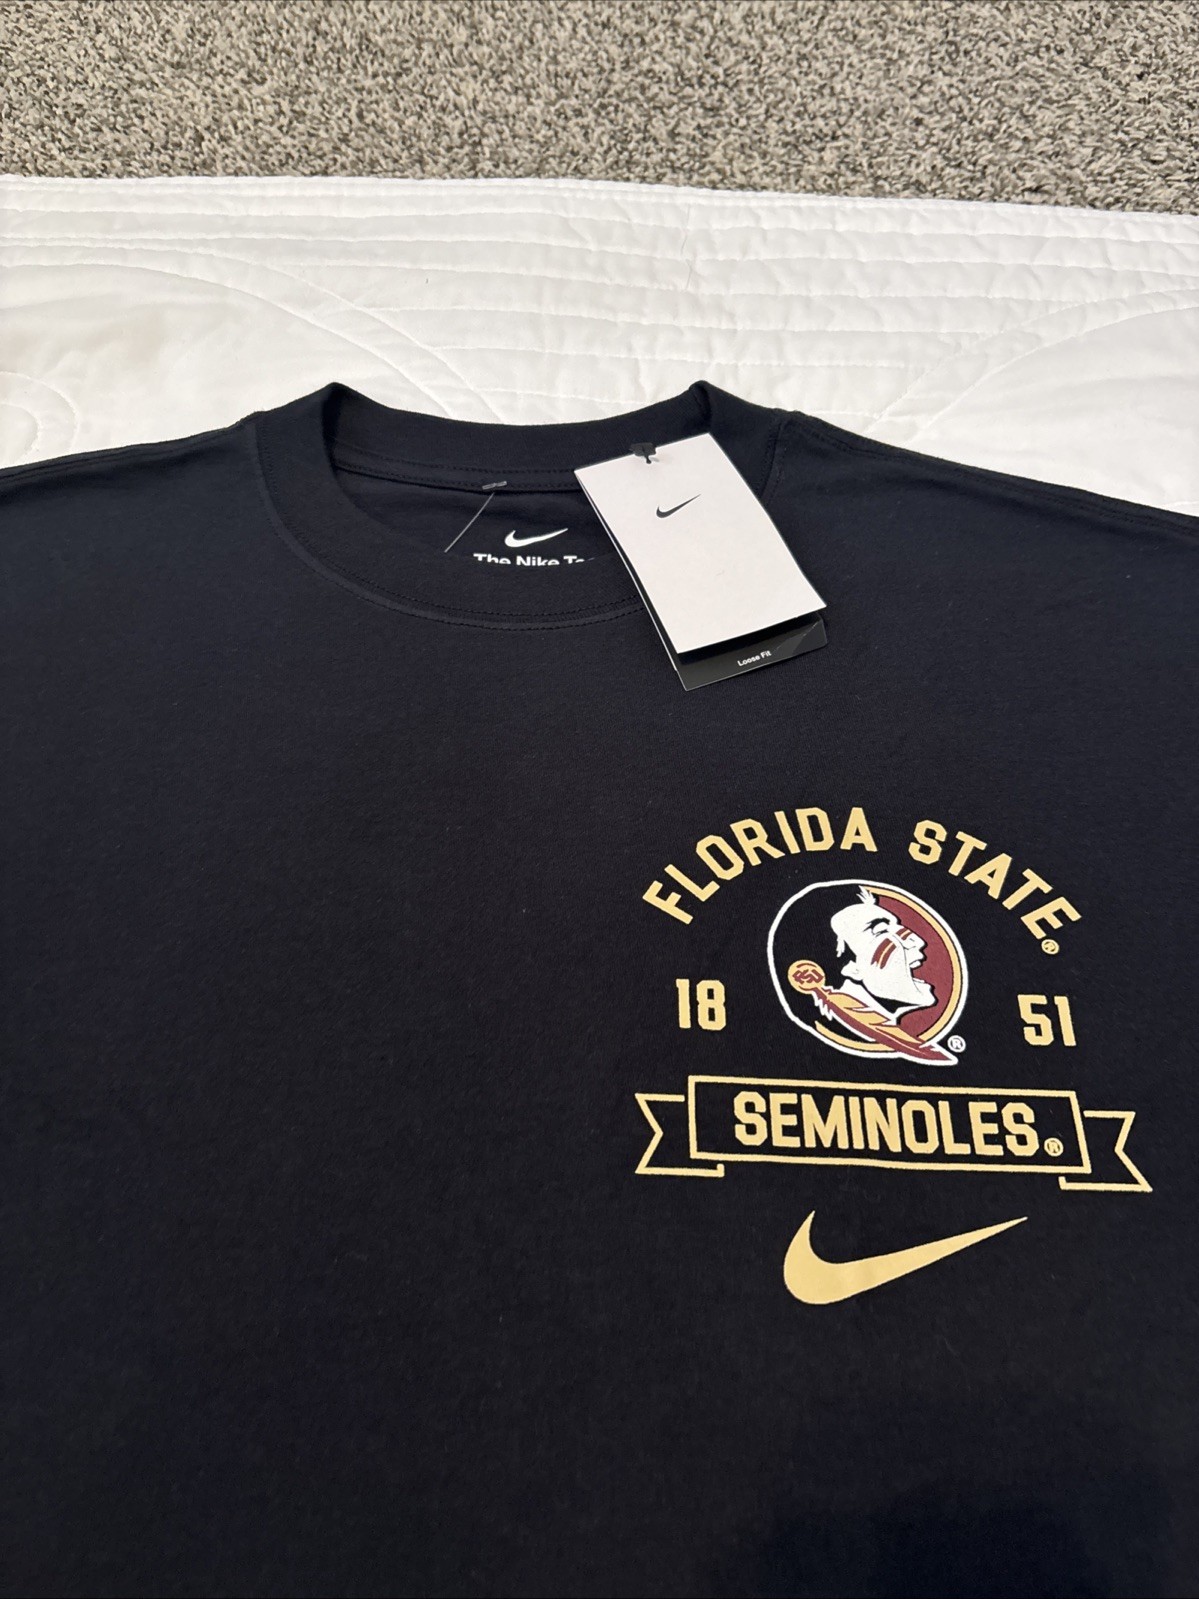 The Nike
Loose Fit
FLORIDA STATE®
18 51
®
SEMINOLES®